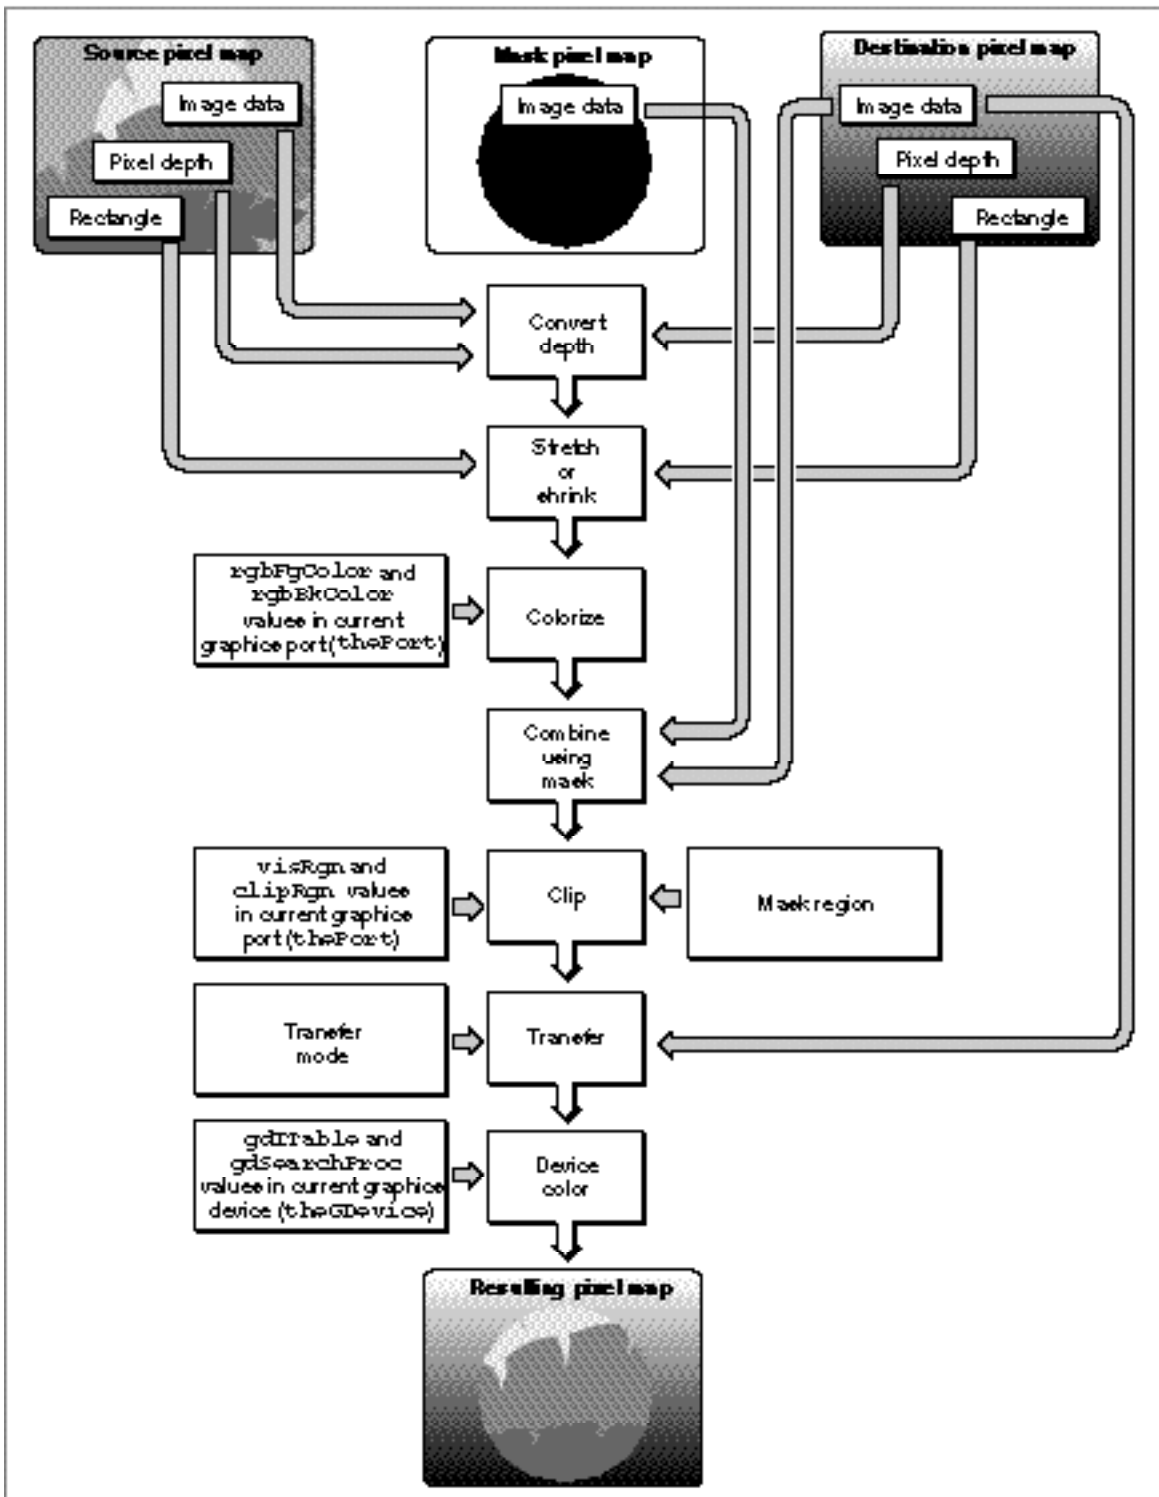 Source pixel map
Image data
Pixel depth
Rectangle
Mask pixel map
Image data
Destination pixel map
Image data
Pixel depth
Rectangle
Convert
depth
Stretch
or
shrink
rgbFgColor and
rgbBkColor
values in current
graphics port (thePort)
Colorize
Combine
using
mask
visRgn and
clipRgn values
in current graphics
port (thePort)
Clip
Mask region
Transfer
mode
Transfer
gdITable and
gdSearchProc
values in current graphics
device (theGDevice)
Device
color
Resulting pixel map